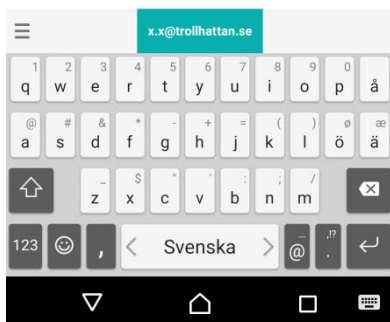 x.x@trollhattan.se
1 2 3 4 5 6 7 8 9 0
q w e r t y u i o p å
@ # & * - + = ( ) ø æ
a s d f g h j k l ö ä
_ $ " ' : ; /
z x c v b n m
123 , < Svenska > @ .
,!?